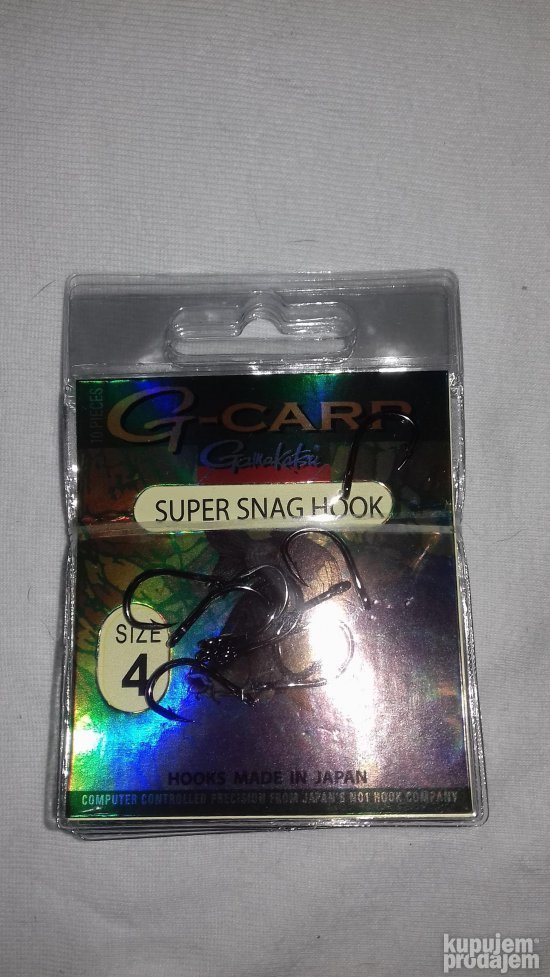 10 PIECES
G-CARP
Gamakatsu®
SUPER SNAG HOOK
SIZE
4
HOOKS MADE IN JAPAN
COMPUTER CONTROLLED PRECISION FROM JAPAN'S NO1 HOOK COMPANY
kupujem
prodajem